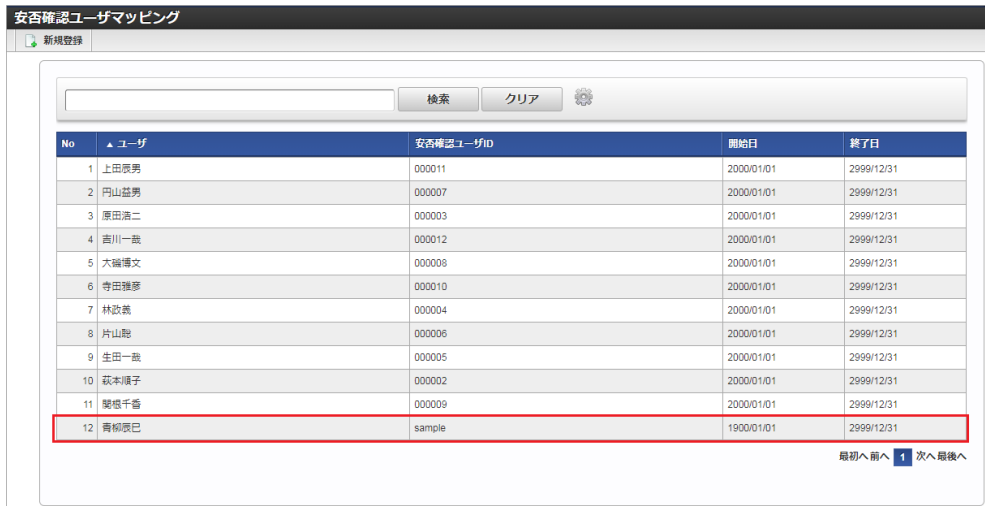 安否確認ユーザマッピング
新規登録
検索 クリア
No ▲ ユーザ 安否確認ユーザID 開始日 終了日
1 上田辰男 000011 2000/01/01 2999/12/31
2 円山益男 000007 2000/01/01 2999/12/31
3 原田浩二 000003 2000/01/01 2999/12/31
4 吉川一哉 000012 2000/01/01 2999/12/31
5 大磯博文 000008 2000/01/01 2999/12/31
6 寺田雅彦 000010 2000/01/01 2999/12/31
7 林政義 000004 2000/01/01 2999/12/31
8 片山聡 000006 2000/01/01 2999/12/31
9 生田一哉 000005 2000/01/01 2999/12/31
10 萩本順子 000002 2000/01/01 2999/12/31
11 関根千香 000009 2000/01/01 2999/12/31
12 青柳辰巳 sample 1900/01/01 2999/12/31
最初へ 前へ 1 次へ 最後へ